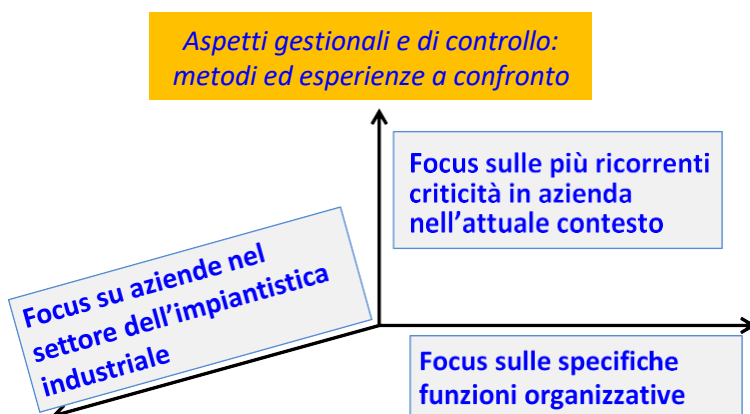 Aspetti gestionali e di controllo:
metodi ed esperienze a confronto
Focus sulle più ricorrenti
criticità in azienda
nell’attuale contesto
Focus su aziende nel
settore dell’impiantistica
industriale
Focus sulle specifiche
funzioni organizzative